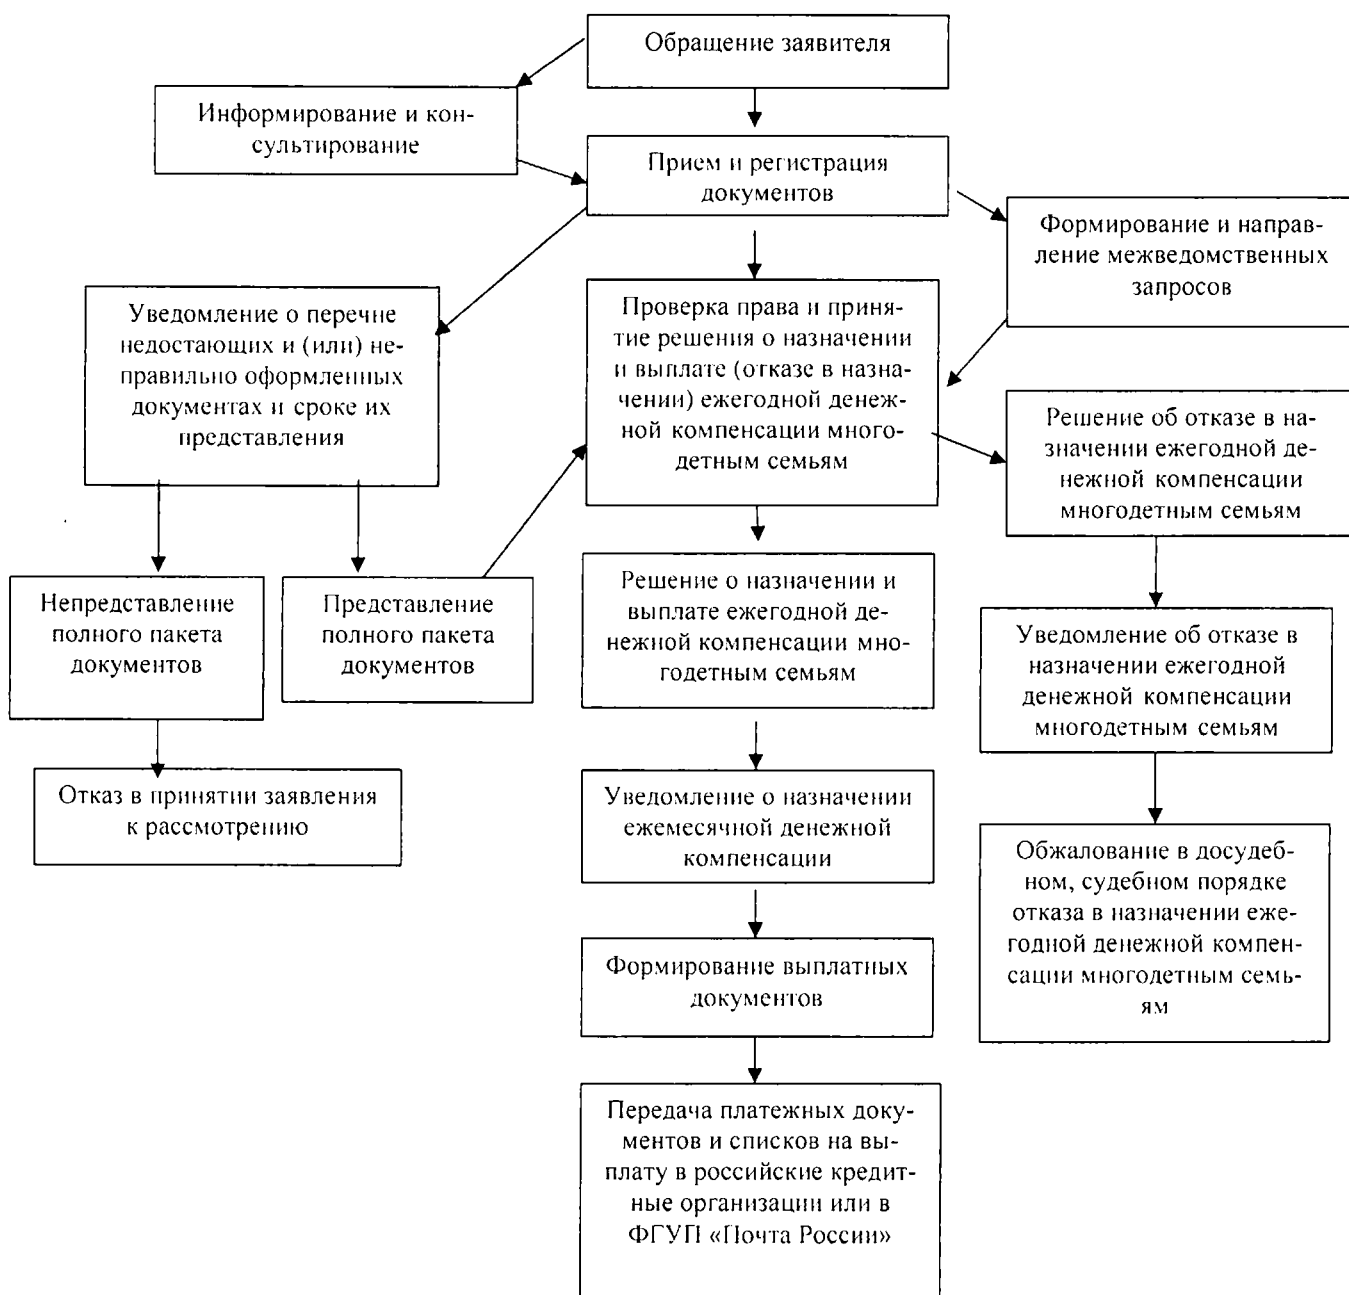 Обращение заявителя
Информирование и кон-
сультирование
Прием и регистрация
документов
Формирование и направ-
ление межведомственных
запросов
Уведомление о перечне
недостающих и (или) не-
правильно оформленных
документах и сроке их
представления
Проверка права и приня-
тие решения о назначении
и выплате (отказе в назна-
чении) ежегодной денеж-
ной компенсации много-
детным семьям
Решение об отказе в на-
значении ежегодной де-
нежной компенсации
многодетным семьям
Непредставление
полного пакета
документов
Представление
полного пакета
документов
Решение о назначении и
выплате ежегодной де-
нежной компенсации мно-
годетным семьям
Уведомление об отказе в
назначении ежегодной
денежной компенсации
многодетным семьям
Отказ в принятии заявления
к рассмотрению
Уведомление о назначении
ежемесячной денежной
компенсации
Обжалование в досудеб-
ном, судебном порядке
отказа в назначении еже-
годной денежной компен-
сации многодетным семь-
ям
Формирование выплатных
документов
Передача платежных доку-
ментов и списков на вы-
плату в российские кредит-
ные организации или в
ФГУП «Почта России»